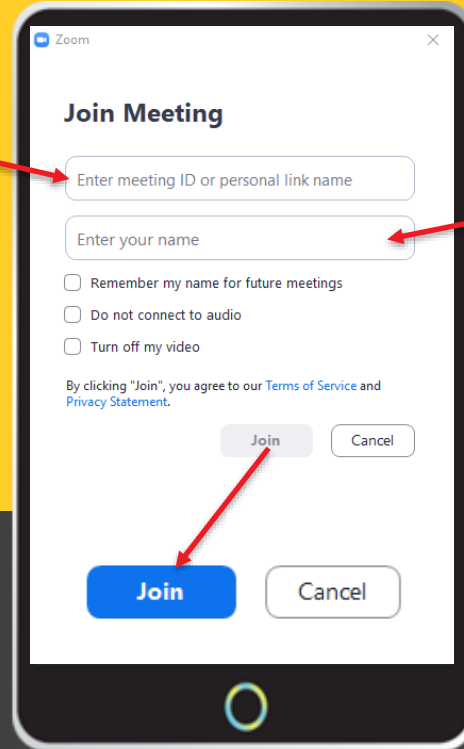 Zoom
Join Meeting
Enter meeting ID or personal link name
Enter your name
Remember my name for future meetings
Do not connect to audio
Turn off my video
By clicking "Join", you agree to our Terms of Service and
Privacy Statement.
Join Cancel
Join Cancel